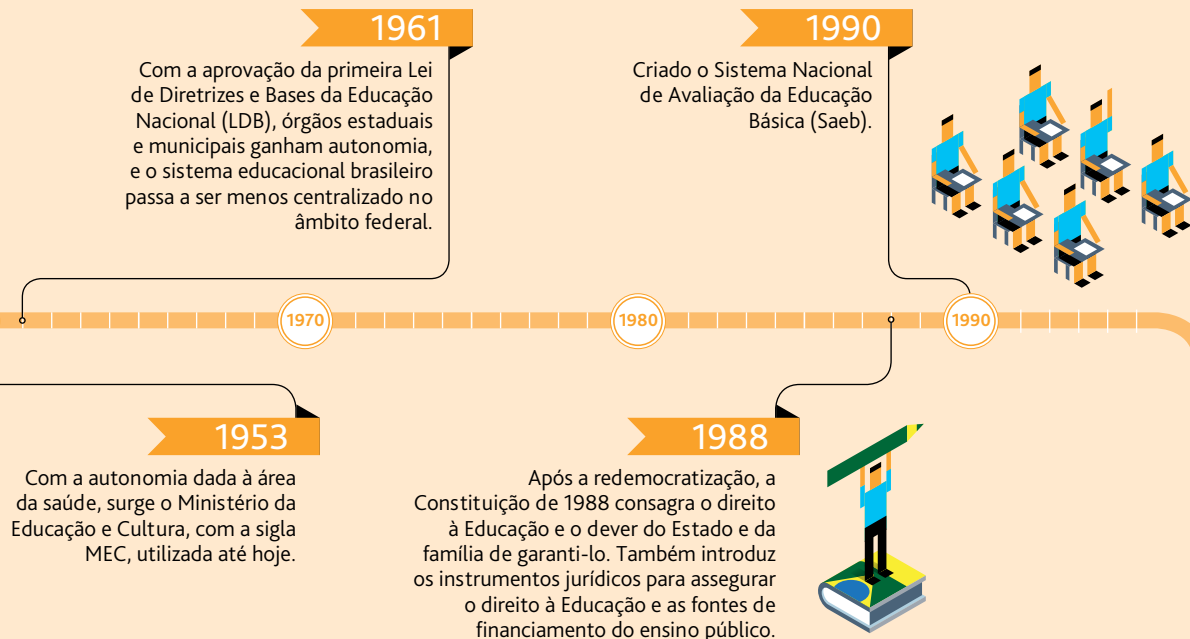 1961
Com a aprovação da primeira Lei
de Diretrizes e Bases da Educação
Nacional (LDB), órgãos estaduais
e municipais ganham autonomia,
e o sistema educacional brasileiro
passa a ser menos centralizado no
âmbito federal.
1990
Criado o Sistema Nacional
de Avaliação da Educação
Básica (Saeb).
1970
1980
1990
1953
Com a autonomia dada à área
da saúde, surge o Ministério da
Educação e Cultura, com a sigla
MEC, utilizada até hoje.
1988
Após a redemocratização, a
Constituição de 1988 consagra o direito
à Educação e o dever do Estado e da
família de garanti-lo. Também introduz
os instrumentos jurídicos para assegurar
o direito à Educação e as fontes de
financiamento do ensino público.